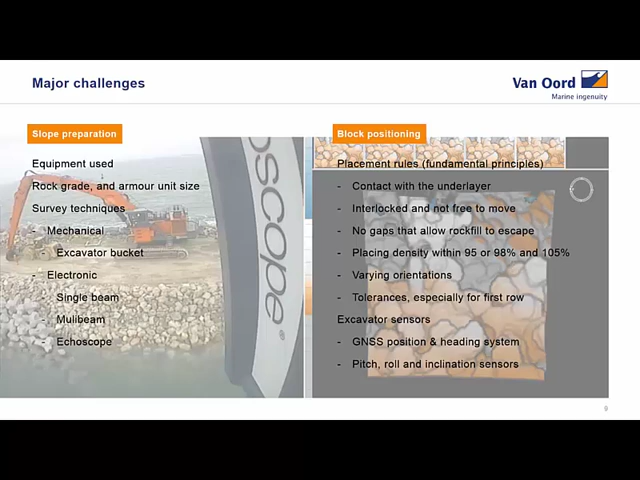 Major challenges
Van Oord
Marine ingenuity
Slope preparation
Equipment used
Rock grade, and armour unit size
Survey techniques
- Mechanical
- Excavator bucket
- Electronic
- Single beam
- Mulibeam
- Echoscope
oscope®
Block positioning
Placement rules (fundamental principles)
- Contact with the underlayer
- Interlocked and not free to move
- No gaps that allow rockfill to escape
- Placing density within 95 or 98% and 105%
- Varying orientations
- Tolerances, especially for first row
Excavator sensors
- GNSS position & heading system
- Pitch, roll and inclination sensors
9